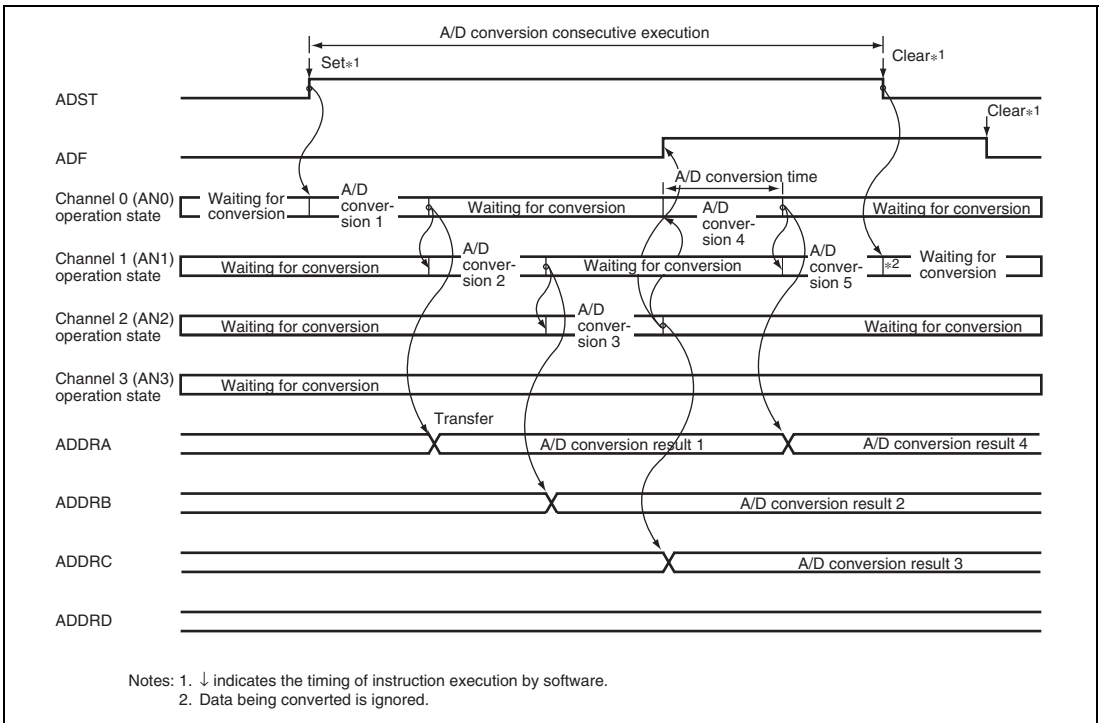 A/D conversion consecutive execution
Set*1
Clear*1
ADST
Clear*1
ADF
A/D conversion time
Channel 0 (AN0)
operation state
Waiting for
conversion
A/D
conver-
sion 1
Waiting for conversion
A/D
conver-
sion 4
Waiting for conversion
Channel 1 (AN1)
operation state
Waiting for conversion
A/D
conver-
sion 2
Waiting for conversion
A/D
conver-
sion 5
*2
Waiting for
conversion
Channel 2 (AN2)
operation state
Waiting for conversion
A/D
conver-
sion 3
Waiting for conversion
Channel 3 (AN3)
operation state
Waiting for conversion
Transfer
ADDRA
A/D conversion result 1
A/D conversion result 4
ADDRB
A/D conversion result 2
ADDRC
A/D conversion result 3
ADDRD
Notes: 1. ↓ indicates the timing of instruction execution by software.
2. Data being converted is ignored.